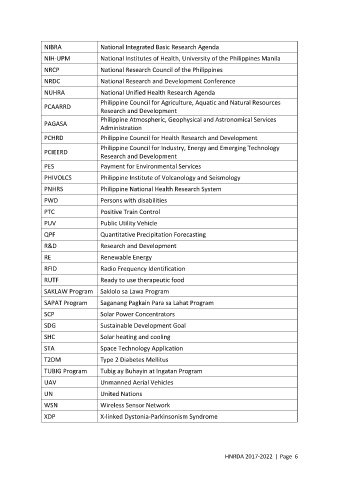 NIBRA National Integrated Basic Research Agenda
NIH-UPM National Institutes of Health, University of the Philippines Manila
NRCP National Research Council of the Philippines
NRDC National Research and Development Conference
NUHRA National Unified Health Research Agenda
PCAARRD Philippine Council for Agriculture, Aquatic and Natural Resources
Research and Development
PAGASA Philippine Atmospheric, Geophysical and Astronomical Services
Administration
PCHRD Philippine Council for Health Research and Development
PCIEERD Philippine Council for Industry, Energy and Emerging Technology
Research and Development
PES Payment for Environmental Services
PHIVOLCS Philippine Institute of Volcanology and Seismology
PNHRS Philippine National Health Research System
PWD Persons with disabilities
PTC Positive Train Control
PUV Public Utility Vehicle
QPF Quantitative Precipitation Forecasting
R&D Research and Development
RE Renewable Energy
RFID Radio Frequency Identification
RUTF Ready to use therapeutic food
SAKLAW Program Saklolo sa Lawa Program
SAPAT Program Saganang Pagkain Para sa Lahat Program
SCP Solar Power Concentrators
SDG Sustainable Development Goal
SHC Solar heating and cooling
STA Space Technology Application
T2DM Type 2 Diabetes Mellitus
TUBIG Program Tubig ay Buhayin at Ingatan Program
UAV Unmanned Aerial Vehicles
UN United Nations
WSN Wireless Sensor Network
XDP X-linked Dystonia-Parkinsonism Syndrome
HNRDA 2017-2022 | Page 6